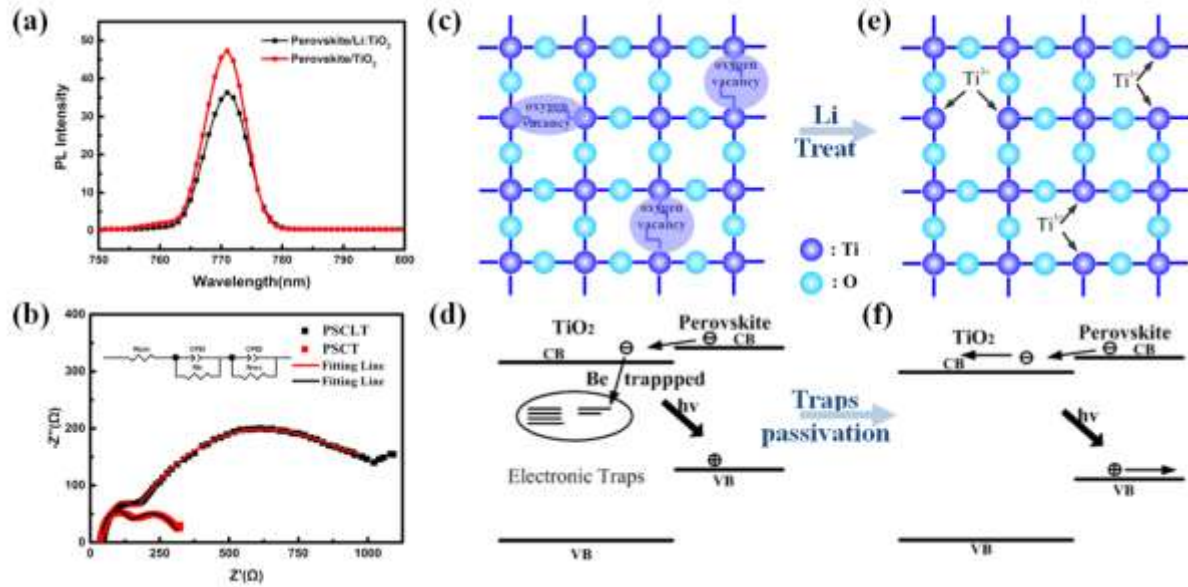 (a)
50
40
30
20
10
0
PL Intensity
Perovskite/Li:TiO₂
Perovskite/TiO₂
750 760 770 780 790 800
Wavelength(nm)
(b)
400
300
200
100
0
-Z''(Ω)
PSCLT
PSCT
Fitting Line
Fitting Line
0 250 500 750 1000
Z'(Ω)
(c)
oxygen
vacancy
oxygen
vacancy
oxygen
vacancy
Li
Treat
: Ti
: O
(e)
Ti³⁺
Ti³⁺
(d)
TiO₂
Perovskite
CB
CB
Be trappped
hv
Electronic Traps
VB
VB
Traps
passivation
(f)
TiO₂
Perovskite
CB
CB
hv
VB
VB